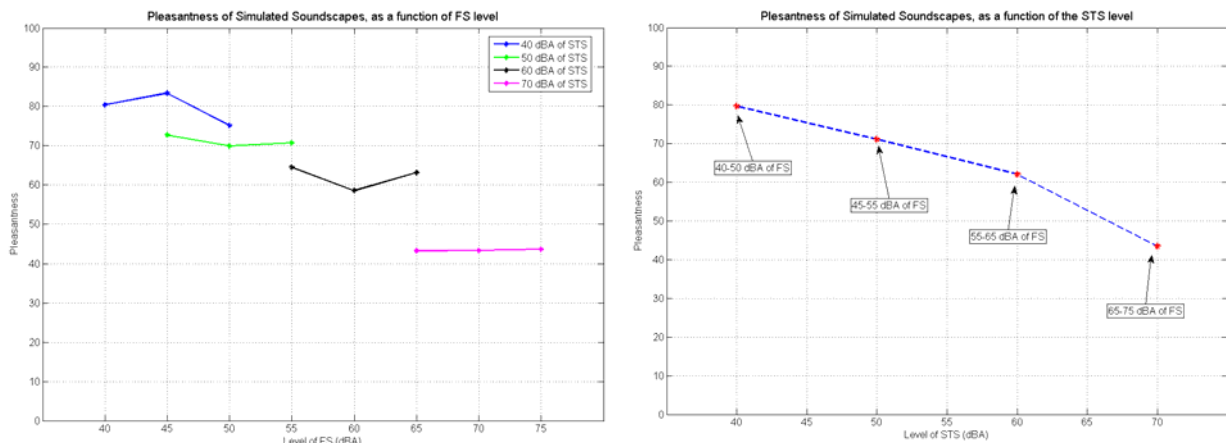 Pleasantness of Simulated Soundscapes, as a function of FS level
100
90
80
70
60
50
40
30
20
10
0
Pleasantness
40 dBA of STS
50 dBA of STS
60 dBA of STS
70 dBA of STS
40 45 50 55 60 65 70 75
Level of FS (dBA)
Plesantness of Simulated Soundscapes, as a function of the STS level
100
90
80
70
60
50
40
30
20
10
0
Pleasantness
40-50 dBA of FS
45-55 dBA of FS
55-65 dBA of FS
65-75 dBA of FS
40 45 50 55 60 65 70
Level of STS (dBA)